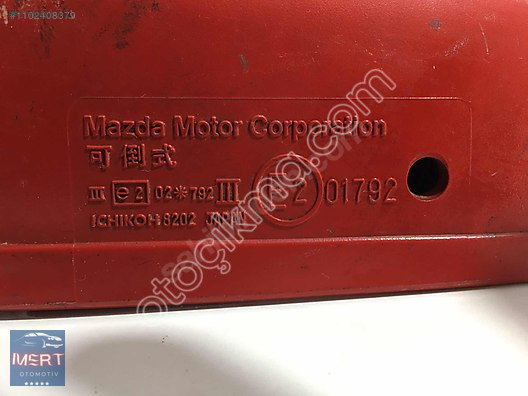 #1102408379
Mazda Motor Corporation
可倒式
III e2 02*792 III E2 01792
ICHIKOH 8202 JAPAN
otoçikmaq.com
MERT
OTOMOTİV